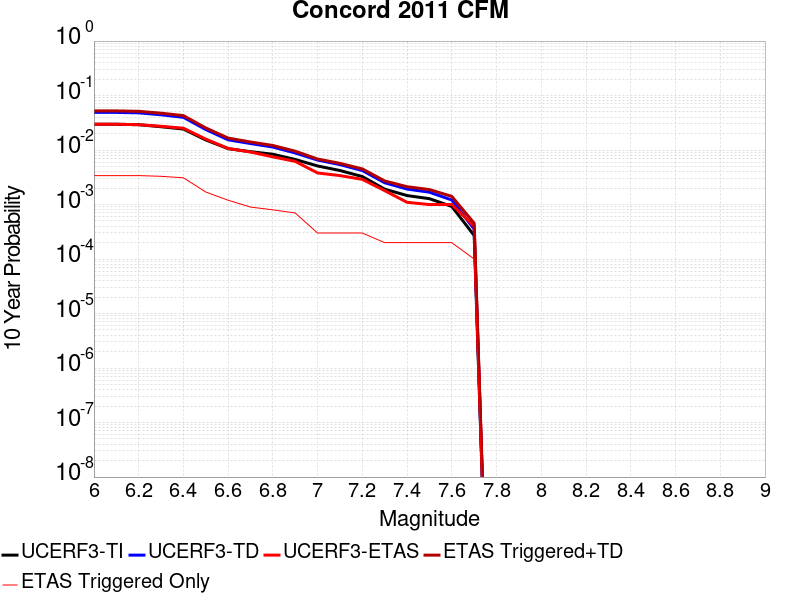 Concord 2011 CFM
10^0
10^-1
10^-2
10^-3
10^-4
10^-5
10^-6
10^-7
10^-8
10 Year Probability
6 6.2 6.4 6.6 6.8 7 7.2 7.4 7.6 7.8 8 8.2 8.4 8.6 8.8 9
Magnitude
UCERF3-TI UCERF3-TD UCERF3-ETAS ETAS Triggered+TD
ETAS Triggered Only